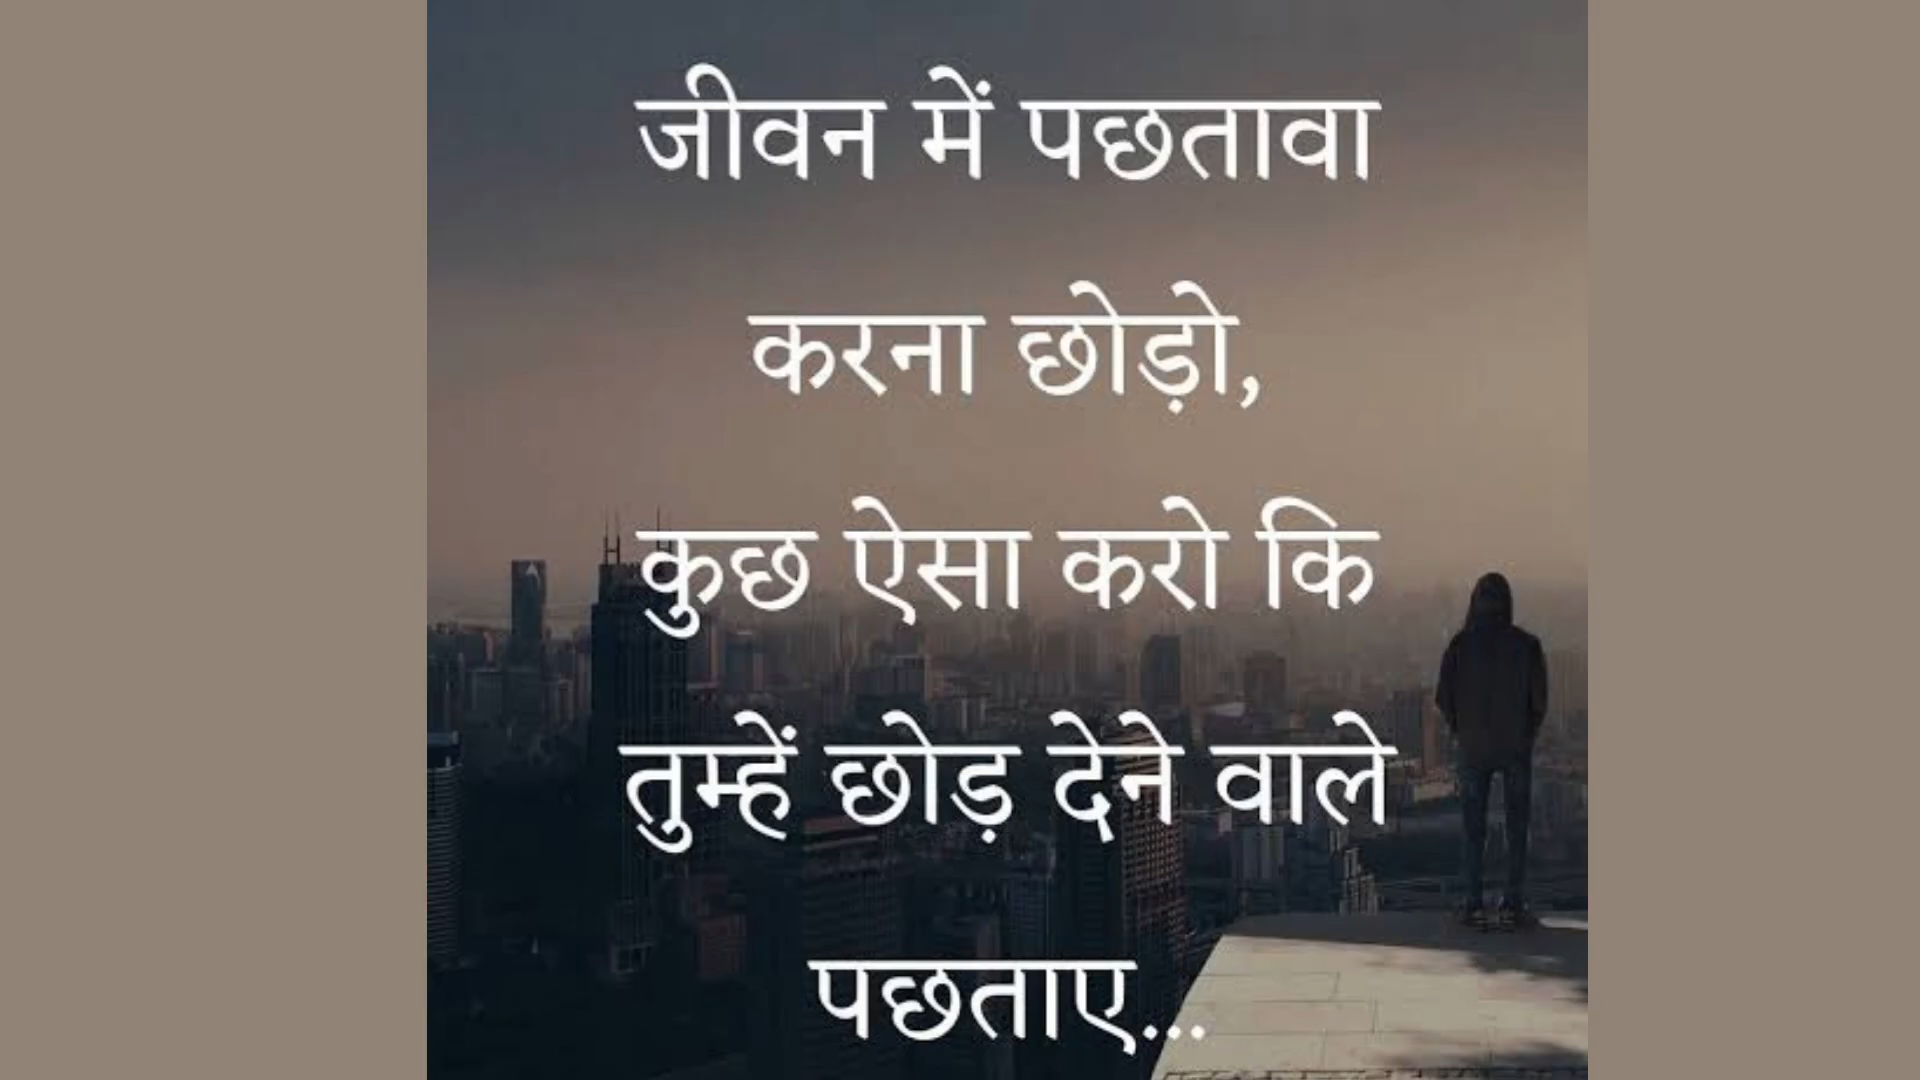 जीवन में पछतावा
करना छोड़ो,
कुछ ऐसा करो कि
तुम्हें छोड़ देने वाले
पछताए...